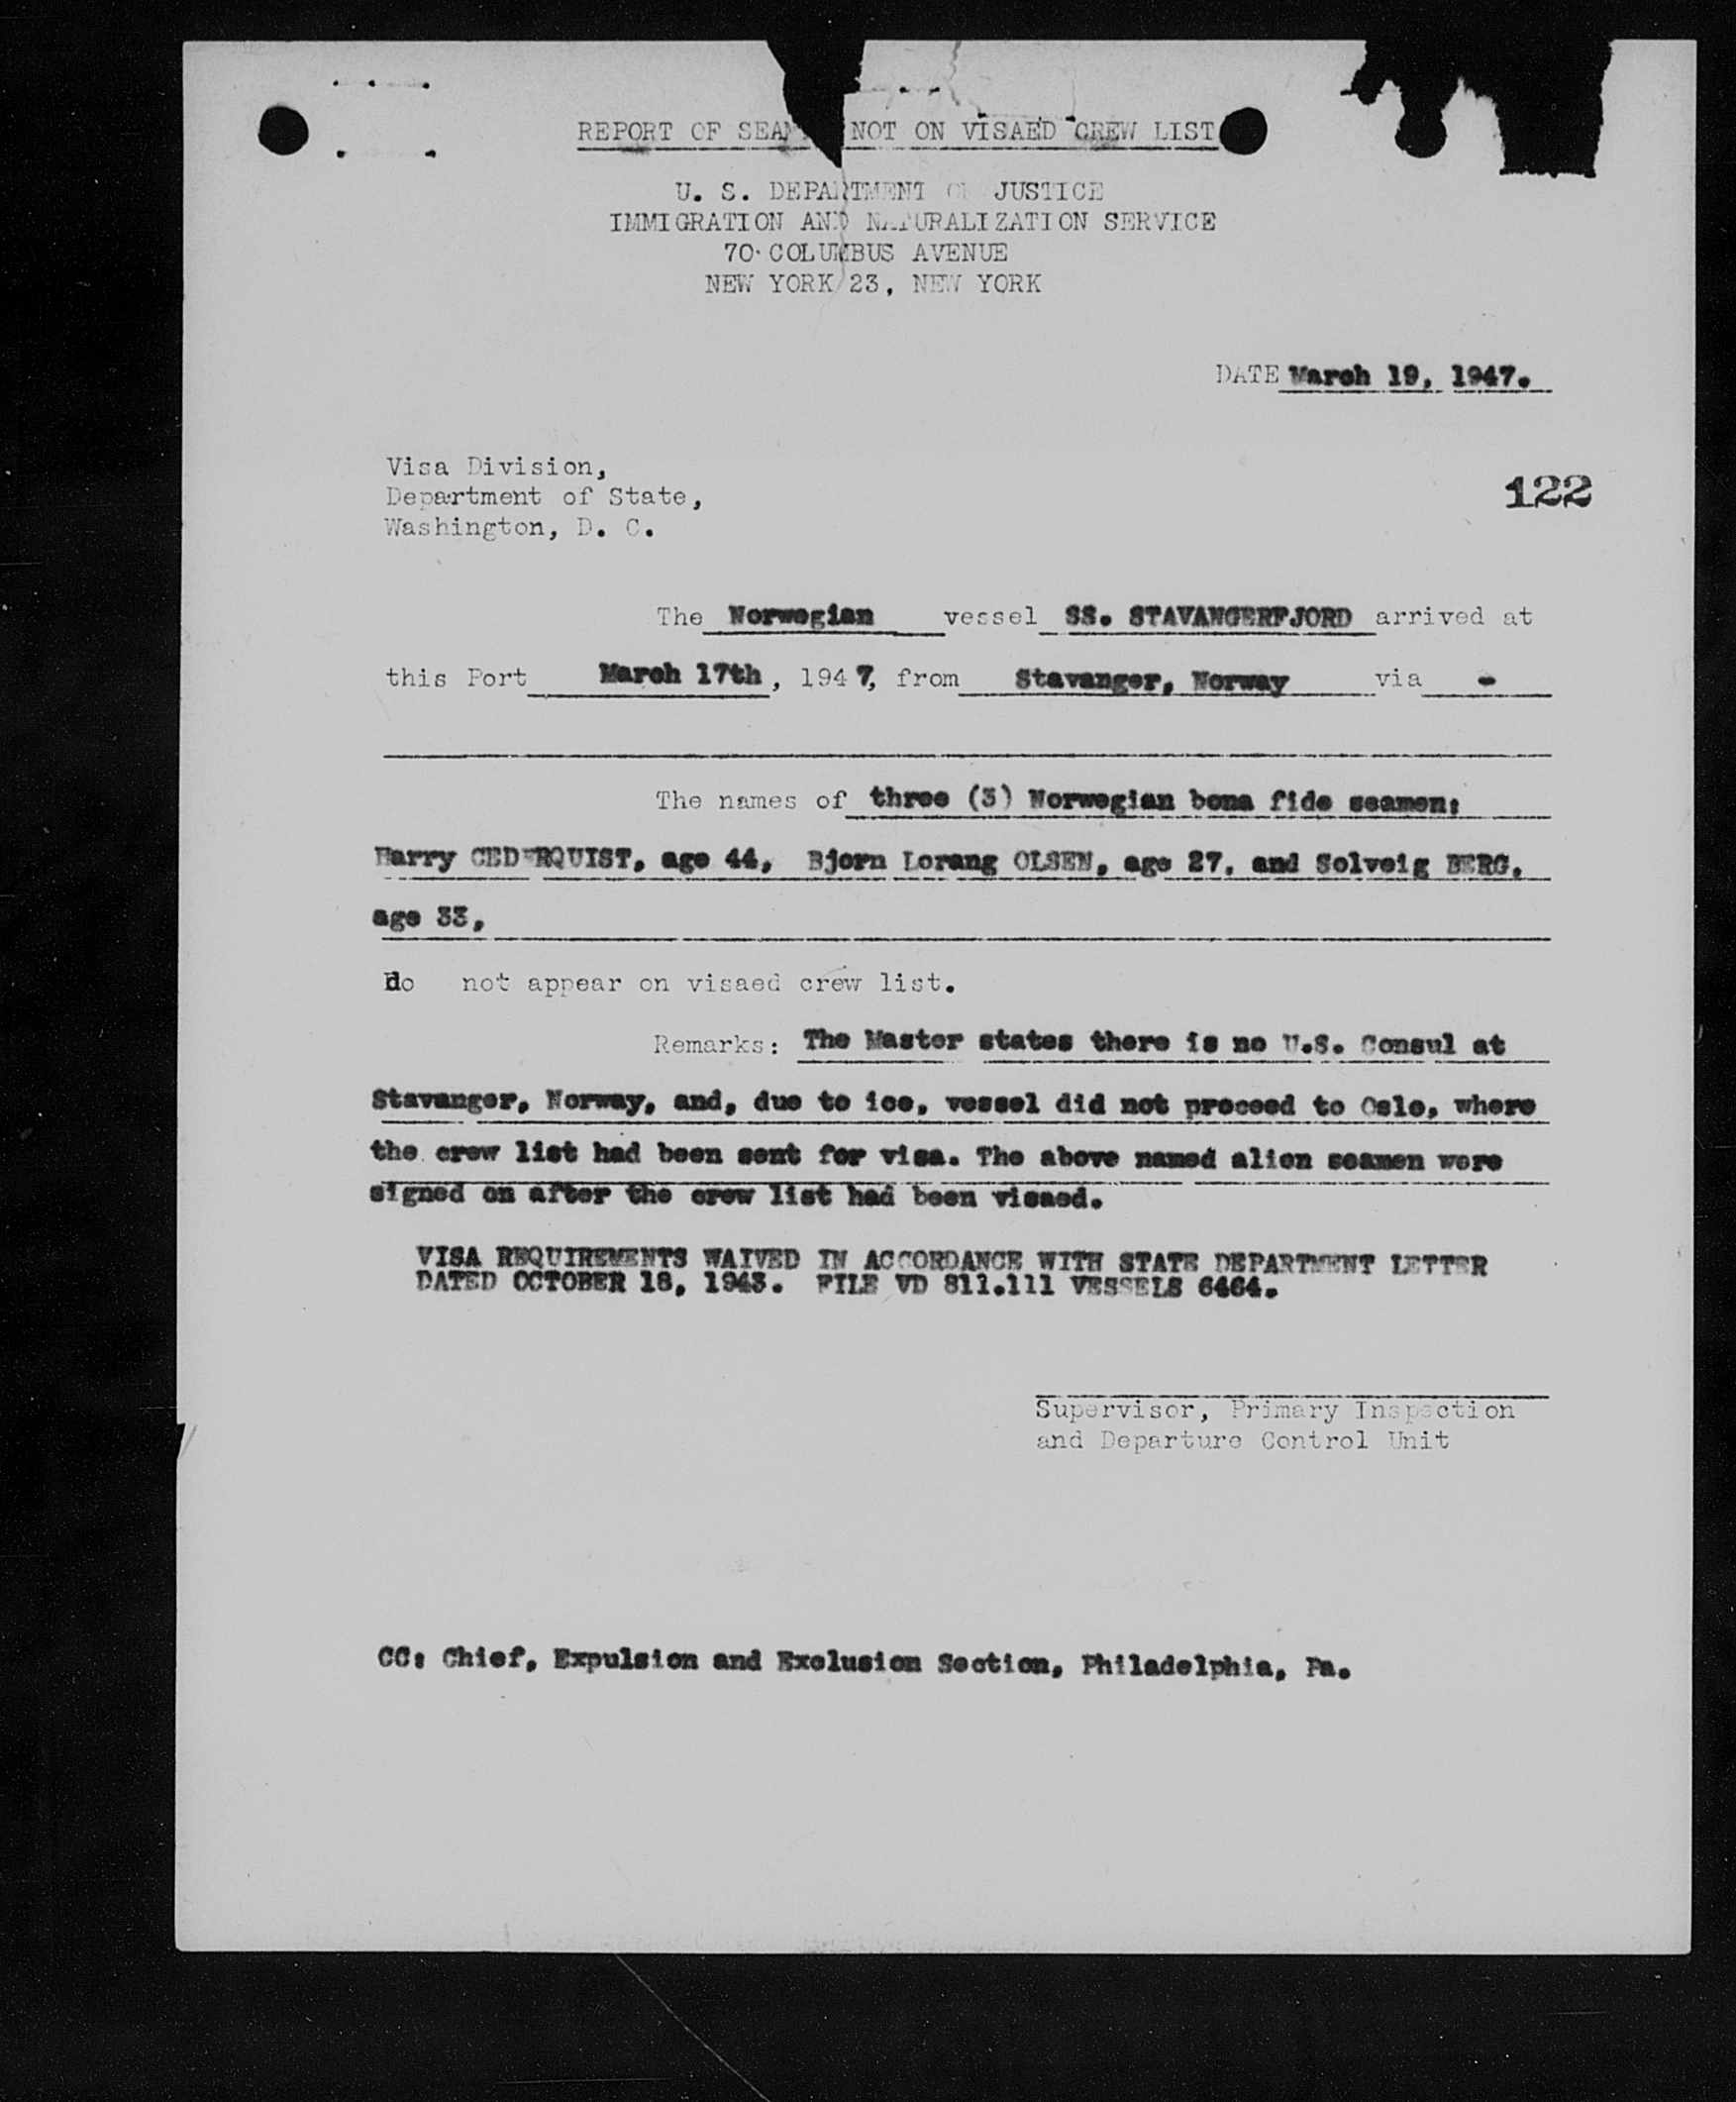 REPORT OF SEA NOT ON VISAED CREW LIST
U. S. DEPARTMENT OF JUSTICE
IMMIGRATION AND NATURALIZATION SERVICE
70 COLUMBUS AVENUE
NEW YORK 23, NEW YORK
DATE March 19, 1947.
Visa Division,
Department of State,
Washington, D. C.
122
The Norwegian vessel SS. STAVANGERFJORD arrived at
this Port March 17th, 1947, from Stavanger, Norway via -
The names of three (3) Norwegian bona fide seamen:
Harry CEDERQUIST, age 44, Bjorn Lorang OLSEN, age 27, and Solveig BERG,
age 33,
Do not appear on visaed crew list.
Remarks: The Master states there is no U.S. Consul at
Stavanger, Norway, and, due to ice, vessel did not proceed to Oslo, where
the crew list had been sent for visa. The above named alien seamen were
signed on after the crew list had been visaed.
VISA REQUIREMENTS WAIVED IN ACCORDANCE WITH STATE DEPARTMENT LETTER
DATED OCTOBER 18, 1943. FILE VD 811.111 VESSELS 6464.
Supervisor, Primary Inspection
and Departure Control Unit
CC: Chief, Expulsion and Exclusion Section, Philadelphia, Pa.